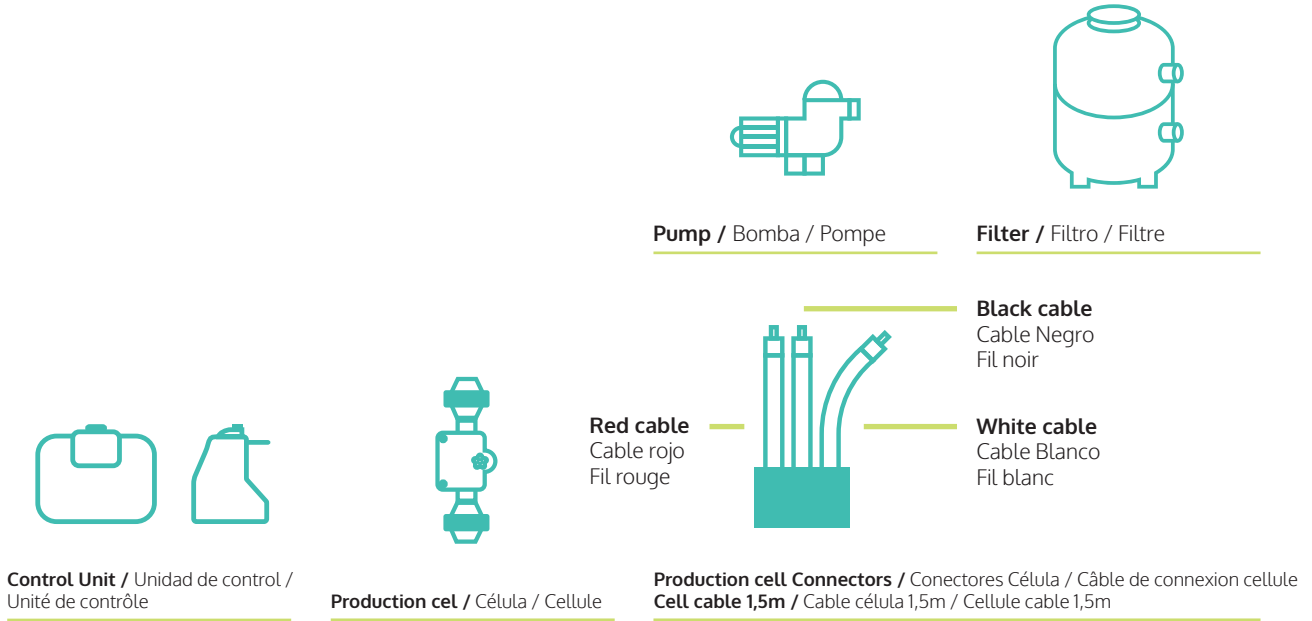 Pump / Bomba / Pompe
Filter / Filtro / Filtre
Black cable
Cable Negro
Fil noir
Red cable
Cable rojo
Fil rouge
White cable
Cable Blanco
Fil blanc
Control Unit / Unidad de control /
Unité de contrôle
Production cel / Célula / Cellule
Production cell Connectors / Conectores Célula / Câble de connexion cellule
Cell cable 1,5m / Cable célula 1,5m / Cellule cable 1,5m